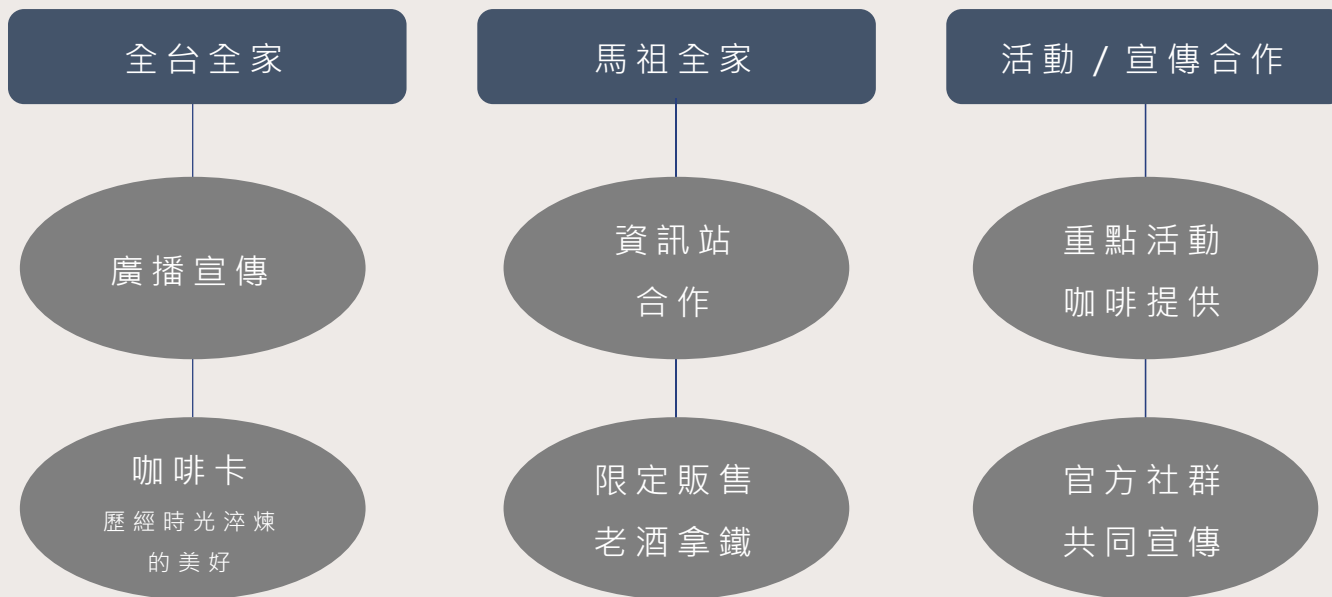 全台全家
馬祖全家
活動 / 宣傳合作
廣播宣傳
資訊站
合作
重點活動
咖啡提供
咖啡卡
歷經時光淬煉
的美好
限定販售
老酒拿鐵
官方社群
共同宣傳